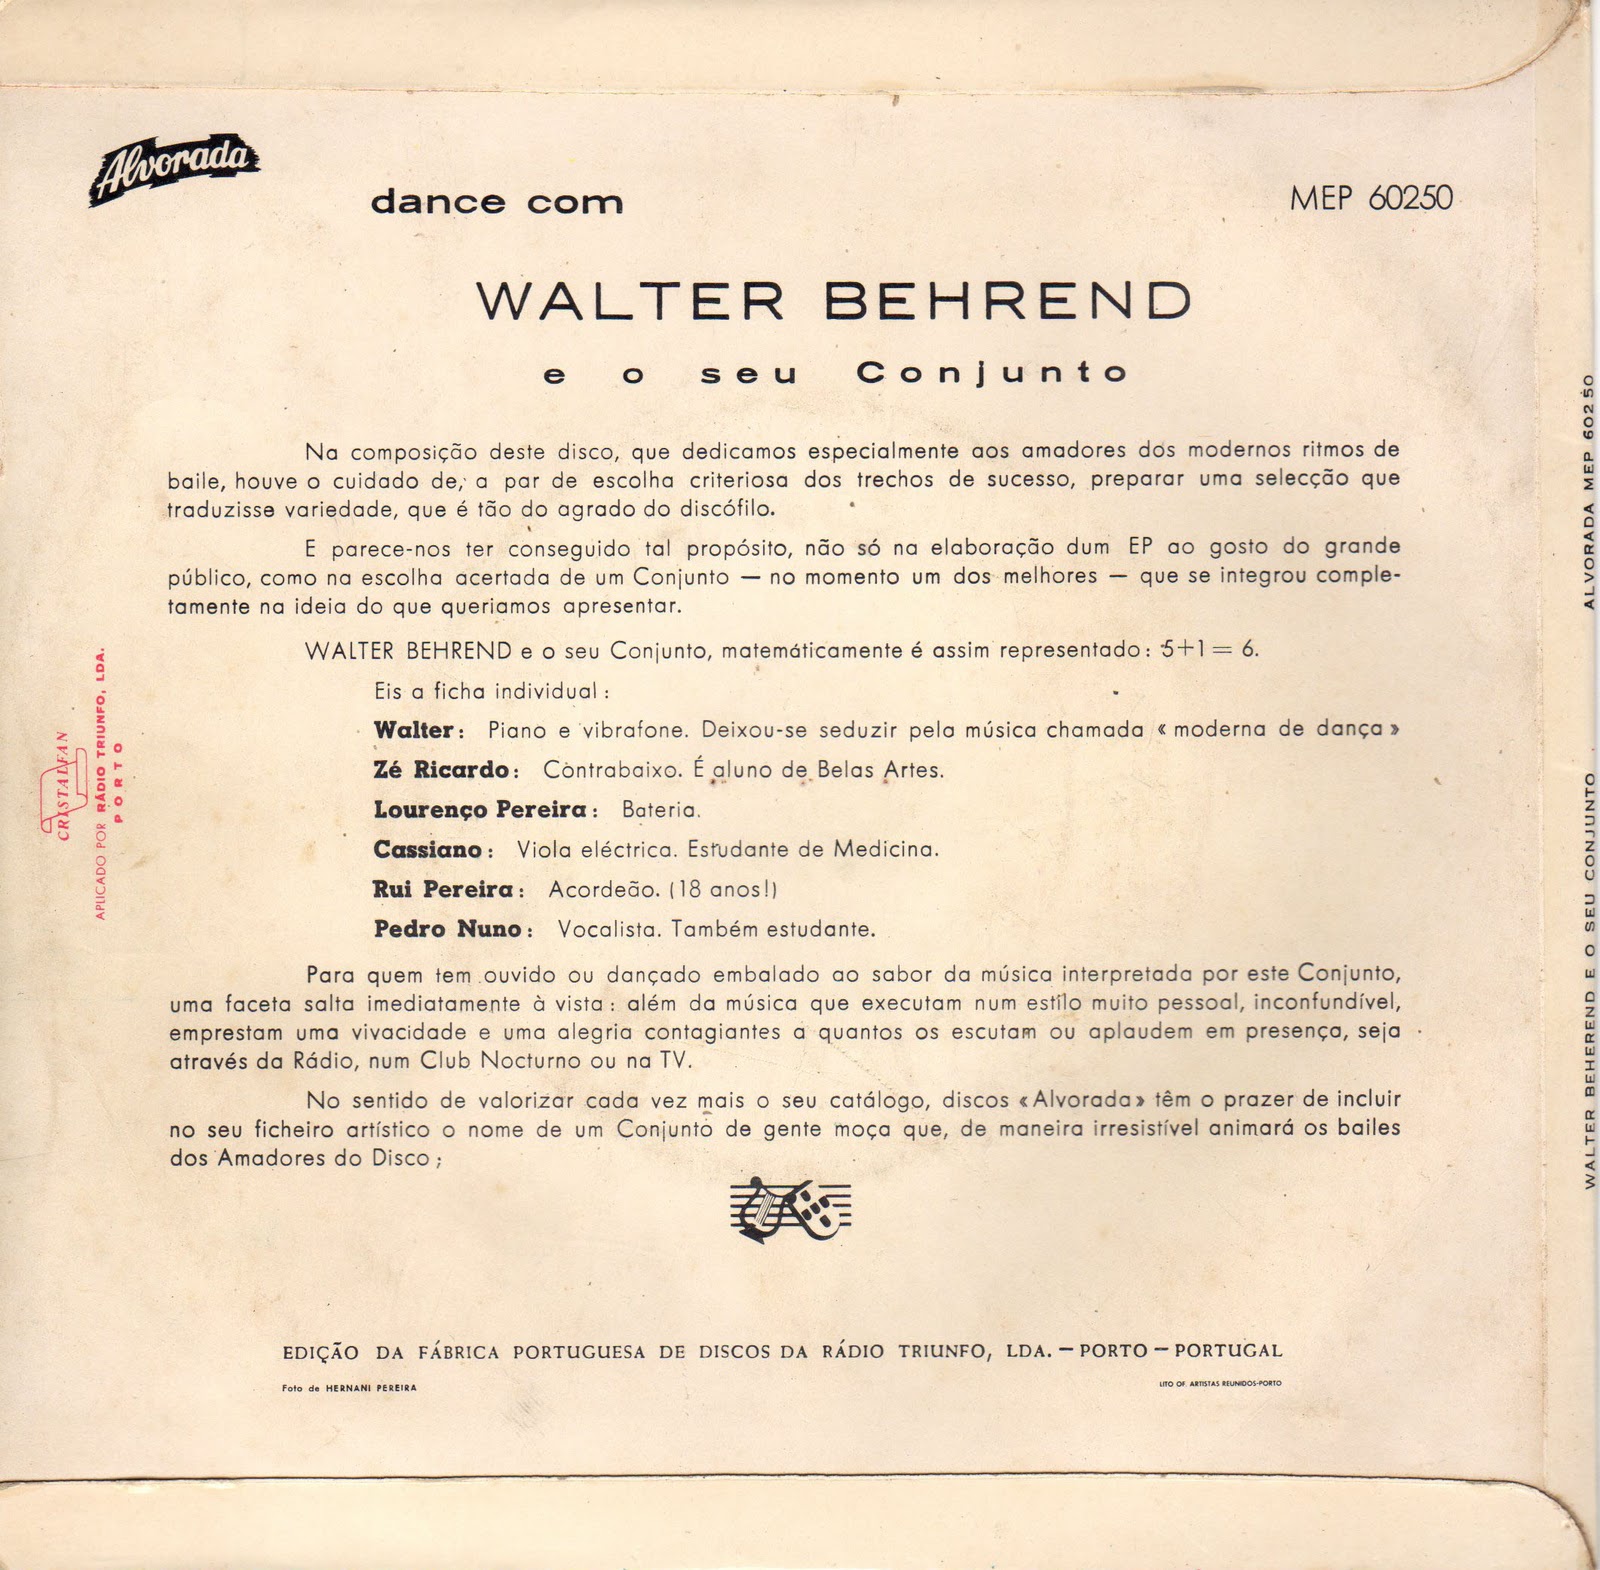 Alvorada
dance com
MEP 60250
WALTER BEHREND
e o seu Conjunto
Na composição deste disco, que dedicamos especialmente aos amadores dos modernos ritmos de
baile, houve o cuidado de, a par de escolha criteriosa dos trechos de sucesso, preparar uma selecção que
traduzisse variedade, que é tão do agrado do discófilo.
E parece-nos ter conseguido tal propósito, não só na elaboração dum EP ao gosto do grande
público, como na escolha acertada de um Conjunto — no momento um dos melhores — que se integrou comple-
tamente na ideia do que queriamos apresentar.
WALTER BEHREND e o seu Conjunto, matemáticamente é assim representado: 5+1 = 6.
Eis a ficha individual:
Walter: Piano e vibrafone. Deixou-se seduzir pela música chamada «moderna de dança»
Zé Ricardo: Contrabaixo. É aluno de Belas Artes.
Lourenço Pereira: Bateria.
Cassiano: Viola eléctrica. Estudante de Medicina.
Rui Pereira: Acordeão. (18 anos!)
Pedro Nuno: Vocalista. Também estudante.
Para quem tem ouvido ou dançado embalado ao sabor da música interpretada por este Conjunto,
uma faceta salta imediatamente à vista: além da música que executam num estilo muito pessoal, inconfundível,
emprestam uma vivacidade e uma alegria contagiantes a quantos os escutam ou aplaudem em presença, seja
através da Rádio, num Club Nocturno ou na TV.
No sentido de valorizar cada vez mais o seu catálogo, discos «Alvorada» têm o prazer de incluir
no seu ficheiro artístico o nome de um Conjunto de gente moça que, de maneira irresistível animará os bailes
dos Amadores do Disco;
EDIÇÃO DA FÁBRICA PORTUGUESA DE DISCOS DA RÁDIO TRIUNFO, LDA. — PORTO — PORTUGAL
Foto de HERNANI PEREIRA
LITO OF. ARTISTAS REUNIDOS-PORTO
CRISTALFAN
APLICADO POR RÁDIO TRIUNFO, LDA.
PORTO
WALTER BEHEREND E O SEU CONJUNTO ALVORADA MEP 60250